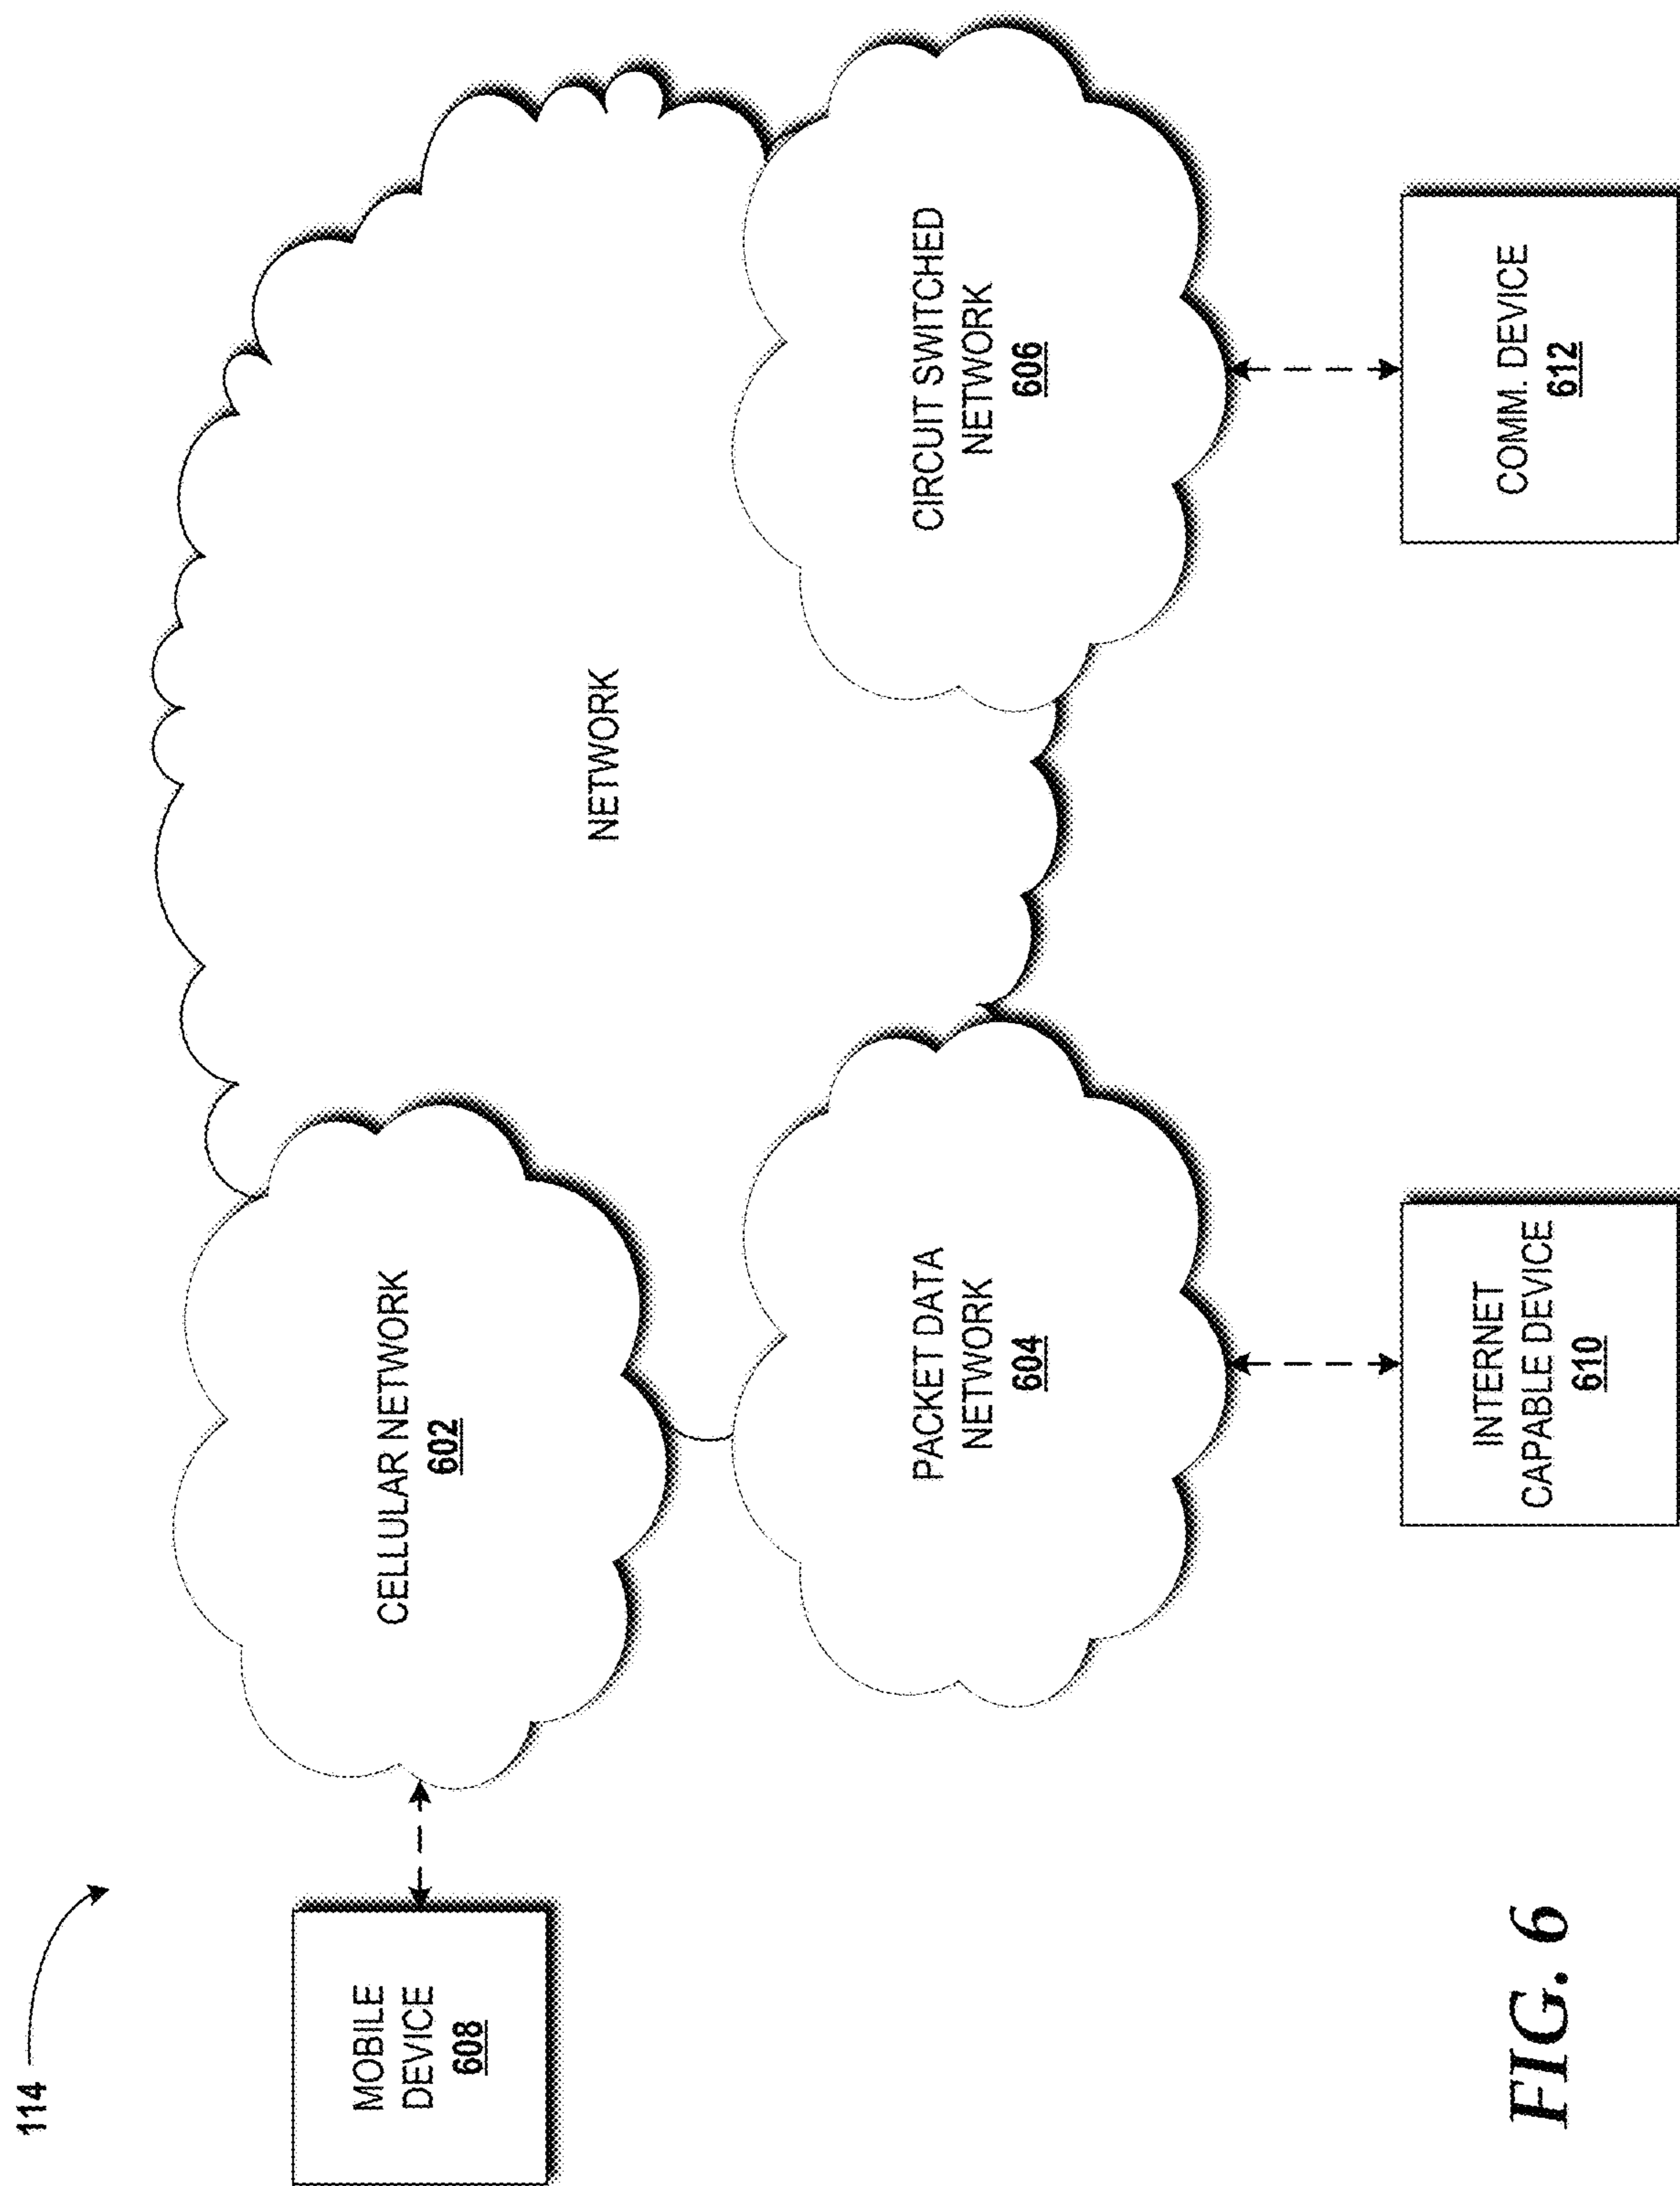 114
MOBILE
DEVICE
608
CELLULAR NETWORK
602
NETWORK
PACKET DATA
NETWORK
604
CIRCUIT SWITCHED
NETWORK
606
INTERNET
CAPABLE DEVICE
610
COMM. DEVICE
612
FIG. 6